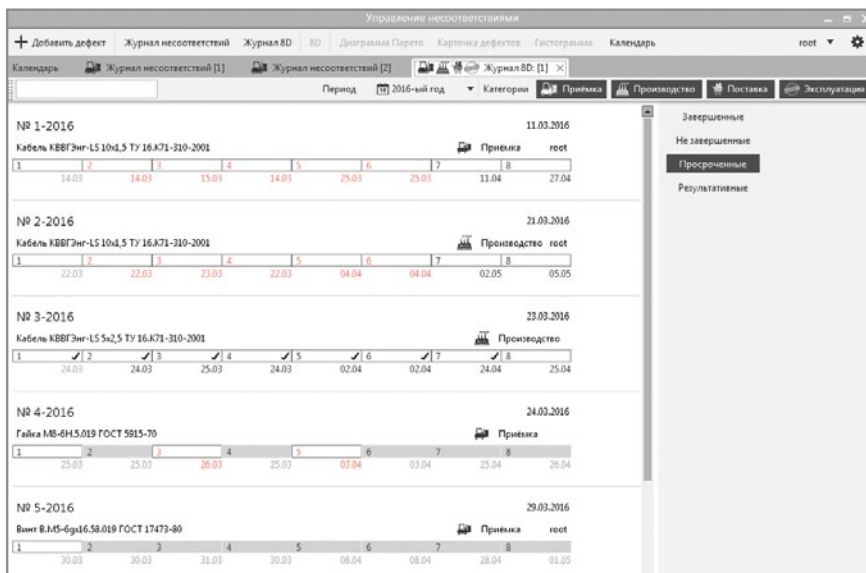 Управление несоответствиями
Добавить дефект Журнал несоответствий Журнал 8D 8D Диаграмма Парето Карточка дефектов Гистограмма Календарь root
Календарь Журнал несоответствий [1] Журнал несоответствий [2] Журнал 8D: [1]
Период 2016-ый год Категории Приёмка Производство Поставка Эксплуатация
№ 1-2016 11.03.2016
Кабель КВВГЭнг-LS 10x1,5 ТУ 16.К71-310-2001 Приёмка root
1 2 3 4 5 6 7 8
14.03 14.03 15.03 14.03 25.03 25.03 11.04 27.04
№ 2-2016 21.03.2016
Кабель КВВГЭнг-LS 10x1,5 ТУ 16.К71-310-2001 Производство root
1 2 3 4 5 6 7 8
22.03 22.03 23.03 22.03 04.04 04.04 02.05 05.05
№ 3-2016 23.03.2016
Кабель КВВГЭнг-LS 5x2,5 ТУ 16.К71-310-2001 Производство
1 2 3 4 5 6 7 8
24.03 24.03 25.03 24.03 02.04 02.04 24.04 25.04
№ 4-2016 24.03.2016
Гайка М8-6H.5.019 ГОСТ 5915-70 Приёмка
1 2 3 4 5 6 7 8
25.03 25.03 26.03 25.03 03.04 03.04 25.04 26.04
№ 5-2016 29.03.2016
Винт В.М5-6gx16.58.019 ГОСТ 17473-80 Приёмка root
1 2 3 4 5 6 7 8
30.03 30.03 31.03 30.03 08.04 08.04 28.04 01.05
Завершенные
Не завершенные
Просроченные
Результативные